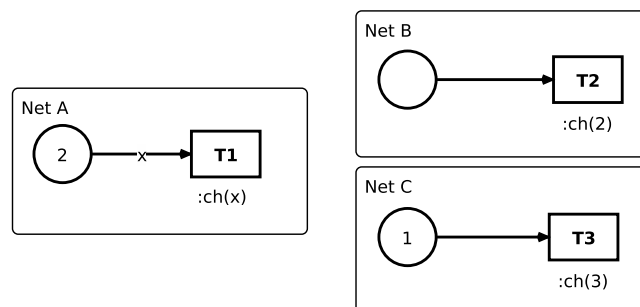 Net A
2
x
T1
:ch(x)
Net B
T2
:ch(2)
Net C
1
T3
:ch(3)